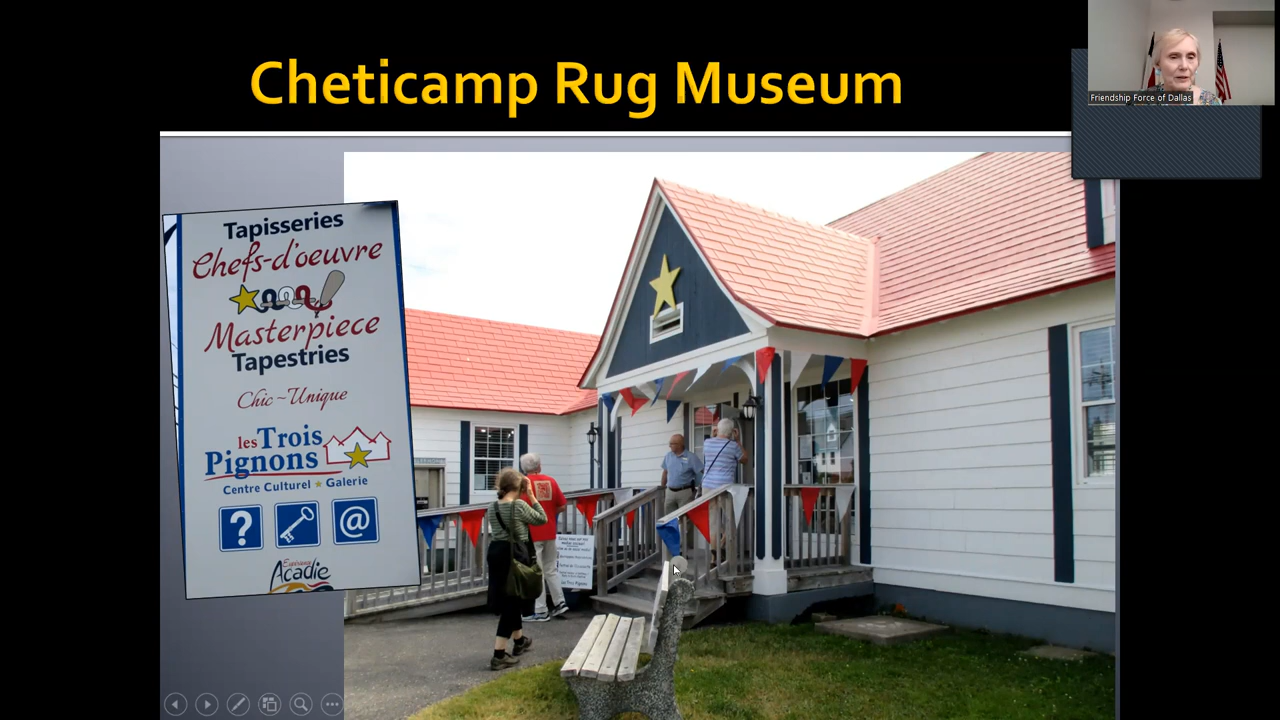 Cheticamp Rug Museum
Friendship Force of Dallas
Tapisseries
Chefs-d'oeuvre
Masterpiece
Tapestries
Chic ~ Unique
les Trois
Pignons
Centre Culturel ★ Galerie
? @
Espérance
Acadie